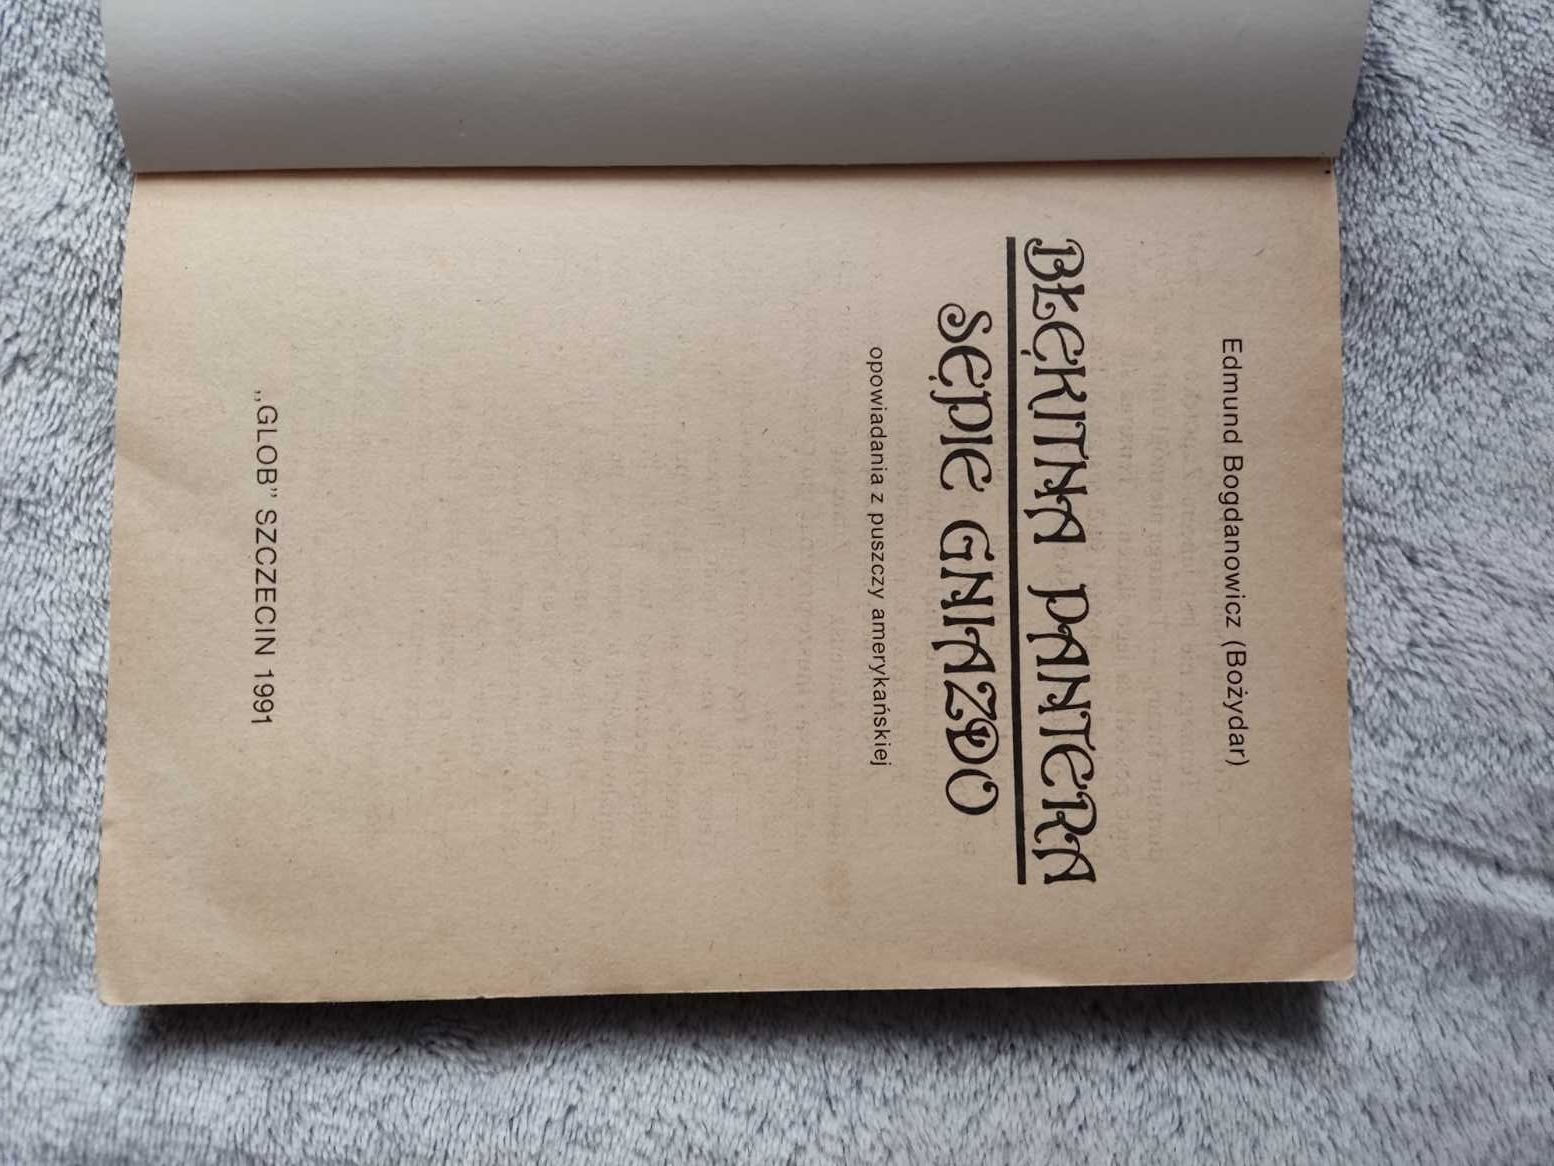 Edmund Bogdanowicz (Bożydar)
BŁĘKITNA PANTERA
SĘPIE GNIAZDO
opowiadania z puszczy amerykańskiej
„GLOB” SZCZECIN 1991